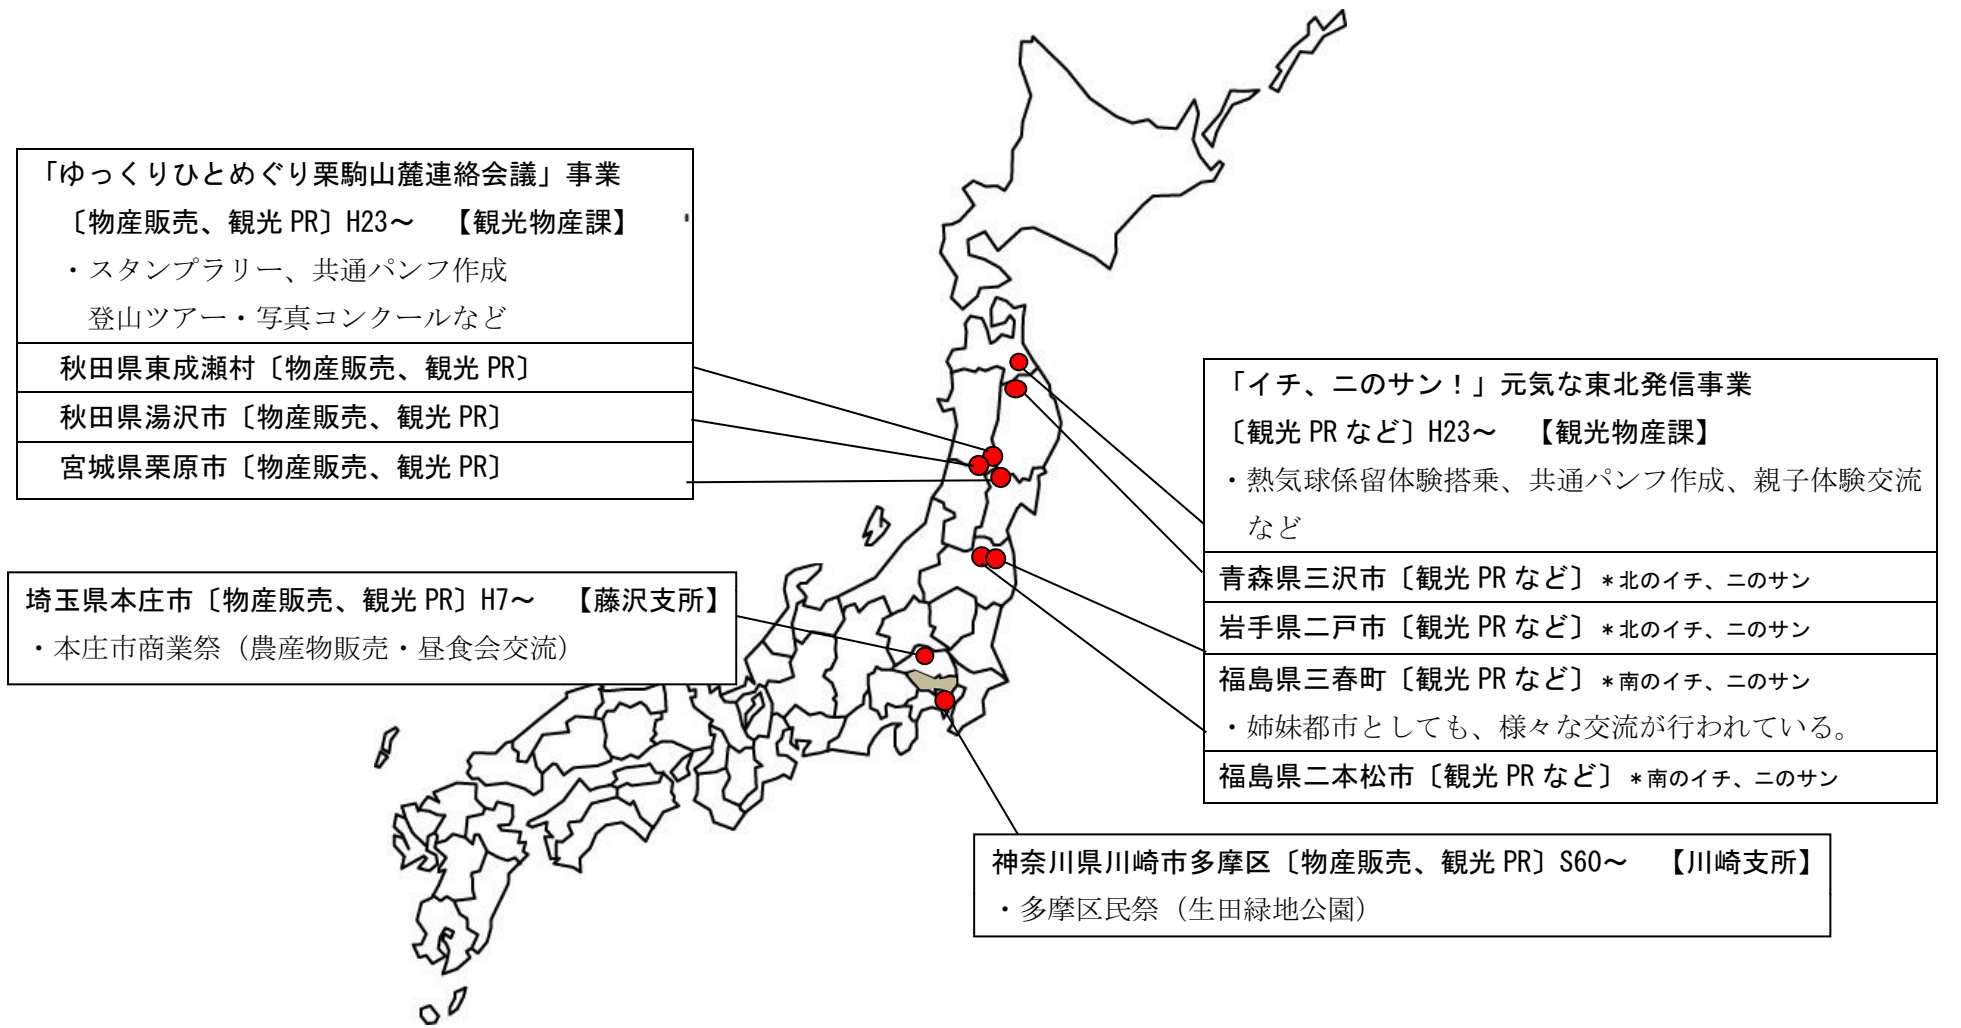 「ゆっくりひとめぐり栗駒山麓連絡会議」事業
〔物産販売、観光 PR〕H23～　【観光物産課】
・スタンプラリー、共通パンフ作成
登山ツアー・写真コンクールなど
秋田県東成瀬村〔物産販売、観光 PR〕
秋田県湯沢市〔物産販売、観光 PR〕
宮城県栗原市〔物産販売、観光 PR〕
埼玉県本庄市〔物産販売、観光 PR〕H7～　【藤沢支所】
・本庄市商業祭（農産物販売・昼食会交流）
「イチ、ニのサン！」元気な東北発信事業
〔観光 PR など〕H23～　【観光物産課】
・熱気球係留体験搭乗、共通パンフ作成、親子体験交流
など
青森県三沢市〔観光 PR など〕＊北のイチ、ニのサン
岩手県二戸市〔観光 PR など〕＊北のイチ、ニのサン
福島県三春町〔観光 PR など〕＊南のイチ、ニのサン
・姉妹都市としても、様々な交流が行われている。
福島県二本松市〔観光 PR など〕＊南のイチ、ニのサン
神奈川県川崎市多摩区〔物産販売、観光 PR〕S60～　【川崎支所】
・多摩区民祭（生田緑地公園）